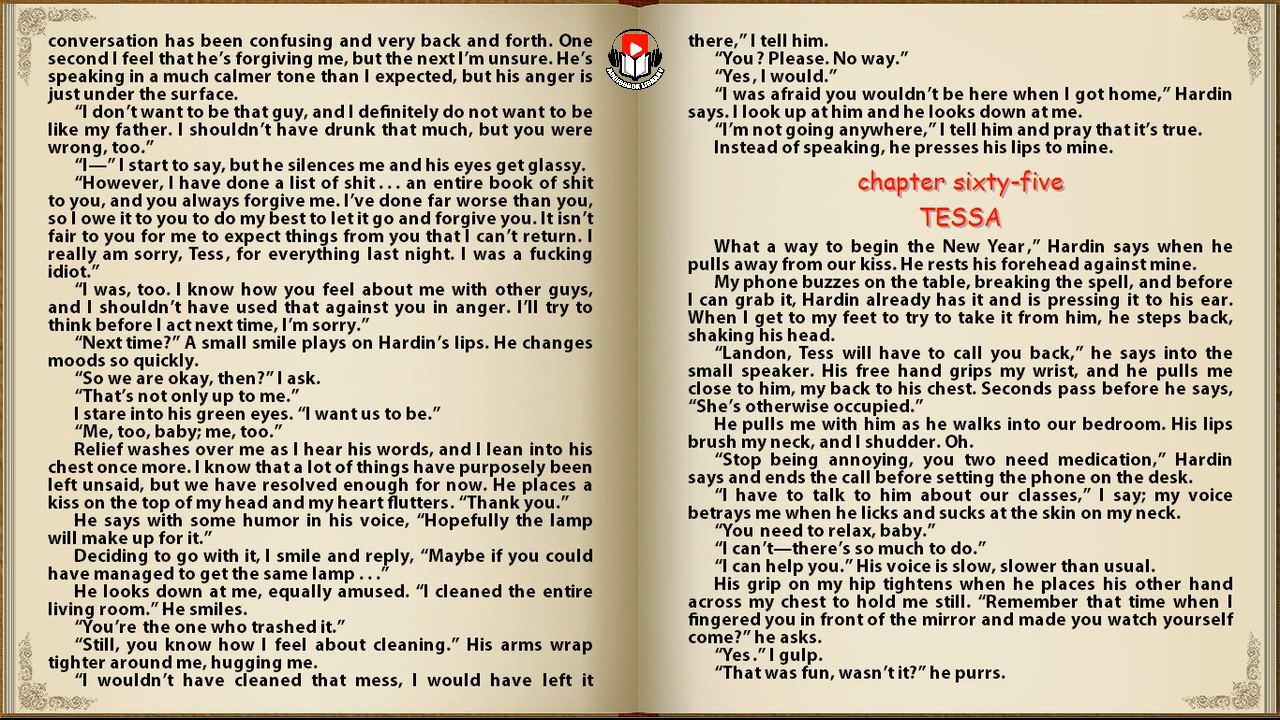 conversation has been confusing and very back and forth. One
second I feel that he's forgiving me, but the next I'm unsure. He's
speaking in a much calmer tone than I expected, but his anger is
just under the surface.
“I don't want to be that guy, and I definitely do not want to be
like my father. I shouldn't have drunk that much, but you were
wrong, too.”
“I—” I start to say, but he silences me and his eyes get glassy.
“However, I have done a list of shit . . . an entire book of shit
to you, and you always forgive me. I've done far worse than you,
so I owe it to you to do my best to let it go and forgive you. It isn't
fair to you for me to expect things from you that I can't return. I
really am sorry, Tess, for everything last night. I was a fucking
idiot.”
“I was, too. I know how you feel about me with other guys,
and I shouldn't have used that against you in anger. I'll try to
think before I act next time, I'm sorry.”
“Next time?” A small smile plays on Hardin's lips. He changes
moods so quickly.
“So we are okay, then?” I ask.
“That's not only up to me.”
I stare into his green eyes. “I want us to be.”
“Me, too, baby; me, too.”
Relief washes over me as I hear his words, and I lean into his
chest once more. I know that a lot of things have purposely been
left unsaid, but we have resolved enough for now. He places a
kiss on the top of my head and my heart flutters. “Thank you.”
He says with some humor in his voice, “Hopefully the lamp
will make up for it.”
Deciding to go with it, I smile and reply, “Maybe if you could
have managed to get the same lamp . . .”
He looks down at me, equally amused. “I cleaned the entire
living room.” He smiles.
“You're the one who trashed it.”
“Still, you know how I feel about cleaning.” His arms wrap
tighter around me, hugging me.
“I wouldn't have cleaned that mess, I would have left it
there,” I tell him.
“You? Please. No way.”
“Yes, I would.”
“I was afraid you wouldn't be here when I got home,” Hardin
says. I look up at him and he looks down at me.
“I'm not going anywhere,” I tell him and pray that it's true.
Instead of speaking, he presses his lips to mine.
chapter sixty-five
TESSA
What a way to begin the New Year,” Hardin says when he
pulls away from our kiss. He rests his forehead against mine.
My phone buzzes on the table, breaking the spell, and before
I can grab it, Hardin already has it and is pressing it to his ear.
When I get to my feet to try to take it from him, he steps back,
shaking his head.
“Landon, Tess will have to call you back,” he says into the
small speaker. His free hand grips my wrist, and he pulls me
close to him, my back to his chest. Seconds pass before he says,
“She's otherwise occupied.”
He pulls me with him as he walks into our bedroom. His lips
brush my neck, and I shudder. Oh.
“Stop being annoying, you two need medication,” Hardin
says and ends the call before setting the phone on the desk.
“I have to talk to him about our classes,” I say; my voice
betrays me when he licks and sucks at the skin on my neck.
“You need to relax, baby.”
“I can't—there's so much to do.”
“I can help you.” His voice is slow, slower than usual.
His grip on my hip tightens when he places his other hand
across my chest to hold me still. “Remember that time when I
fingered you in front of the mirror and made you watch yourself
come?” he asks.
“Yes.” I gulp.
“That was fun, wasn't it?” he purrs.